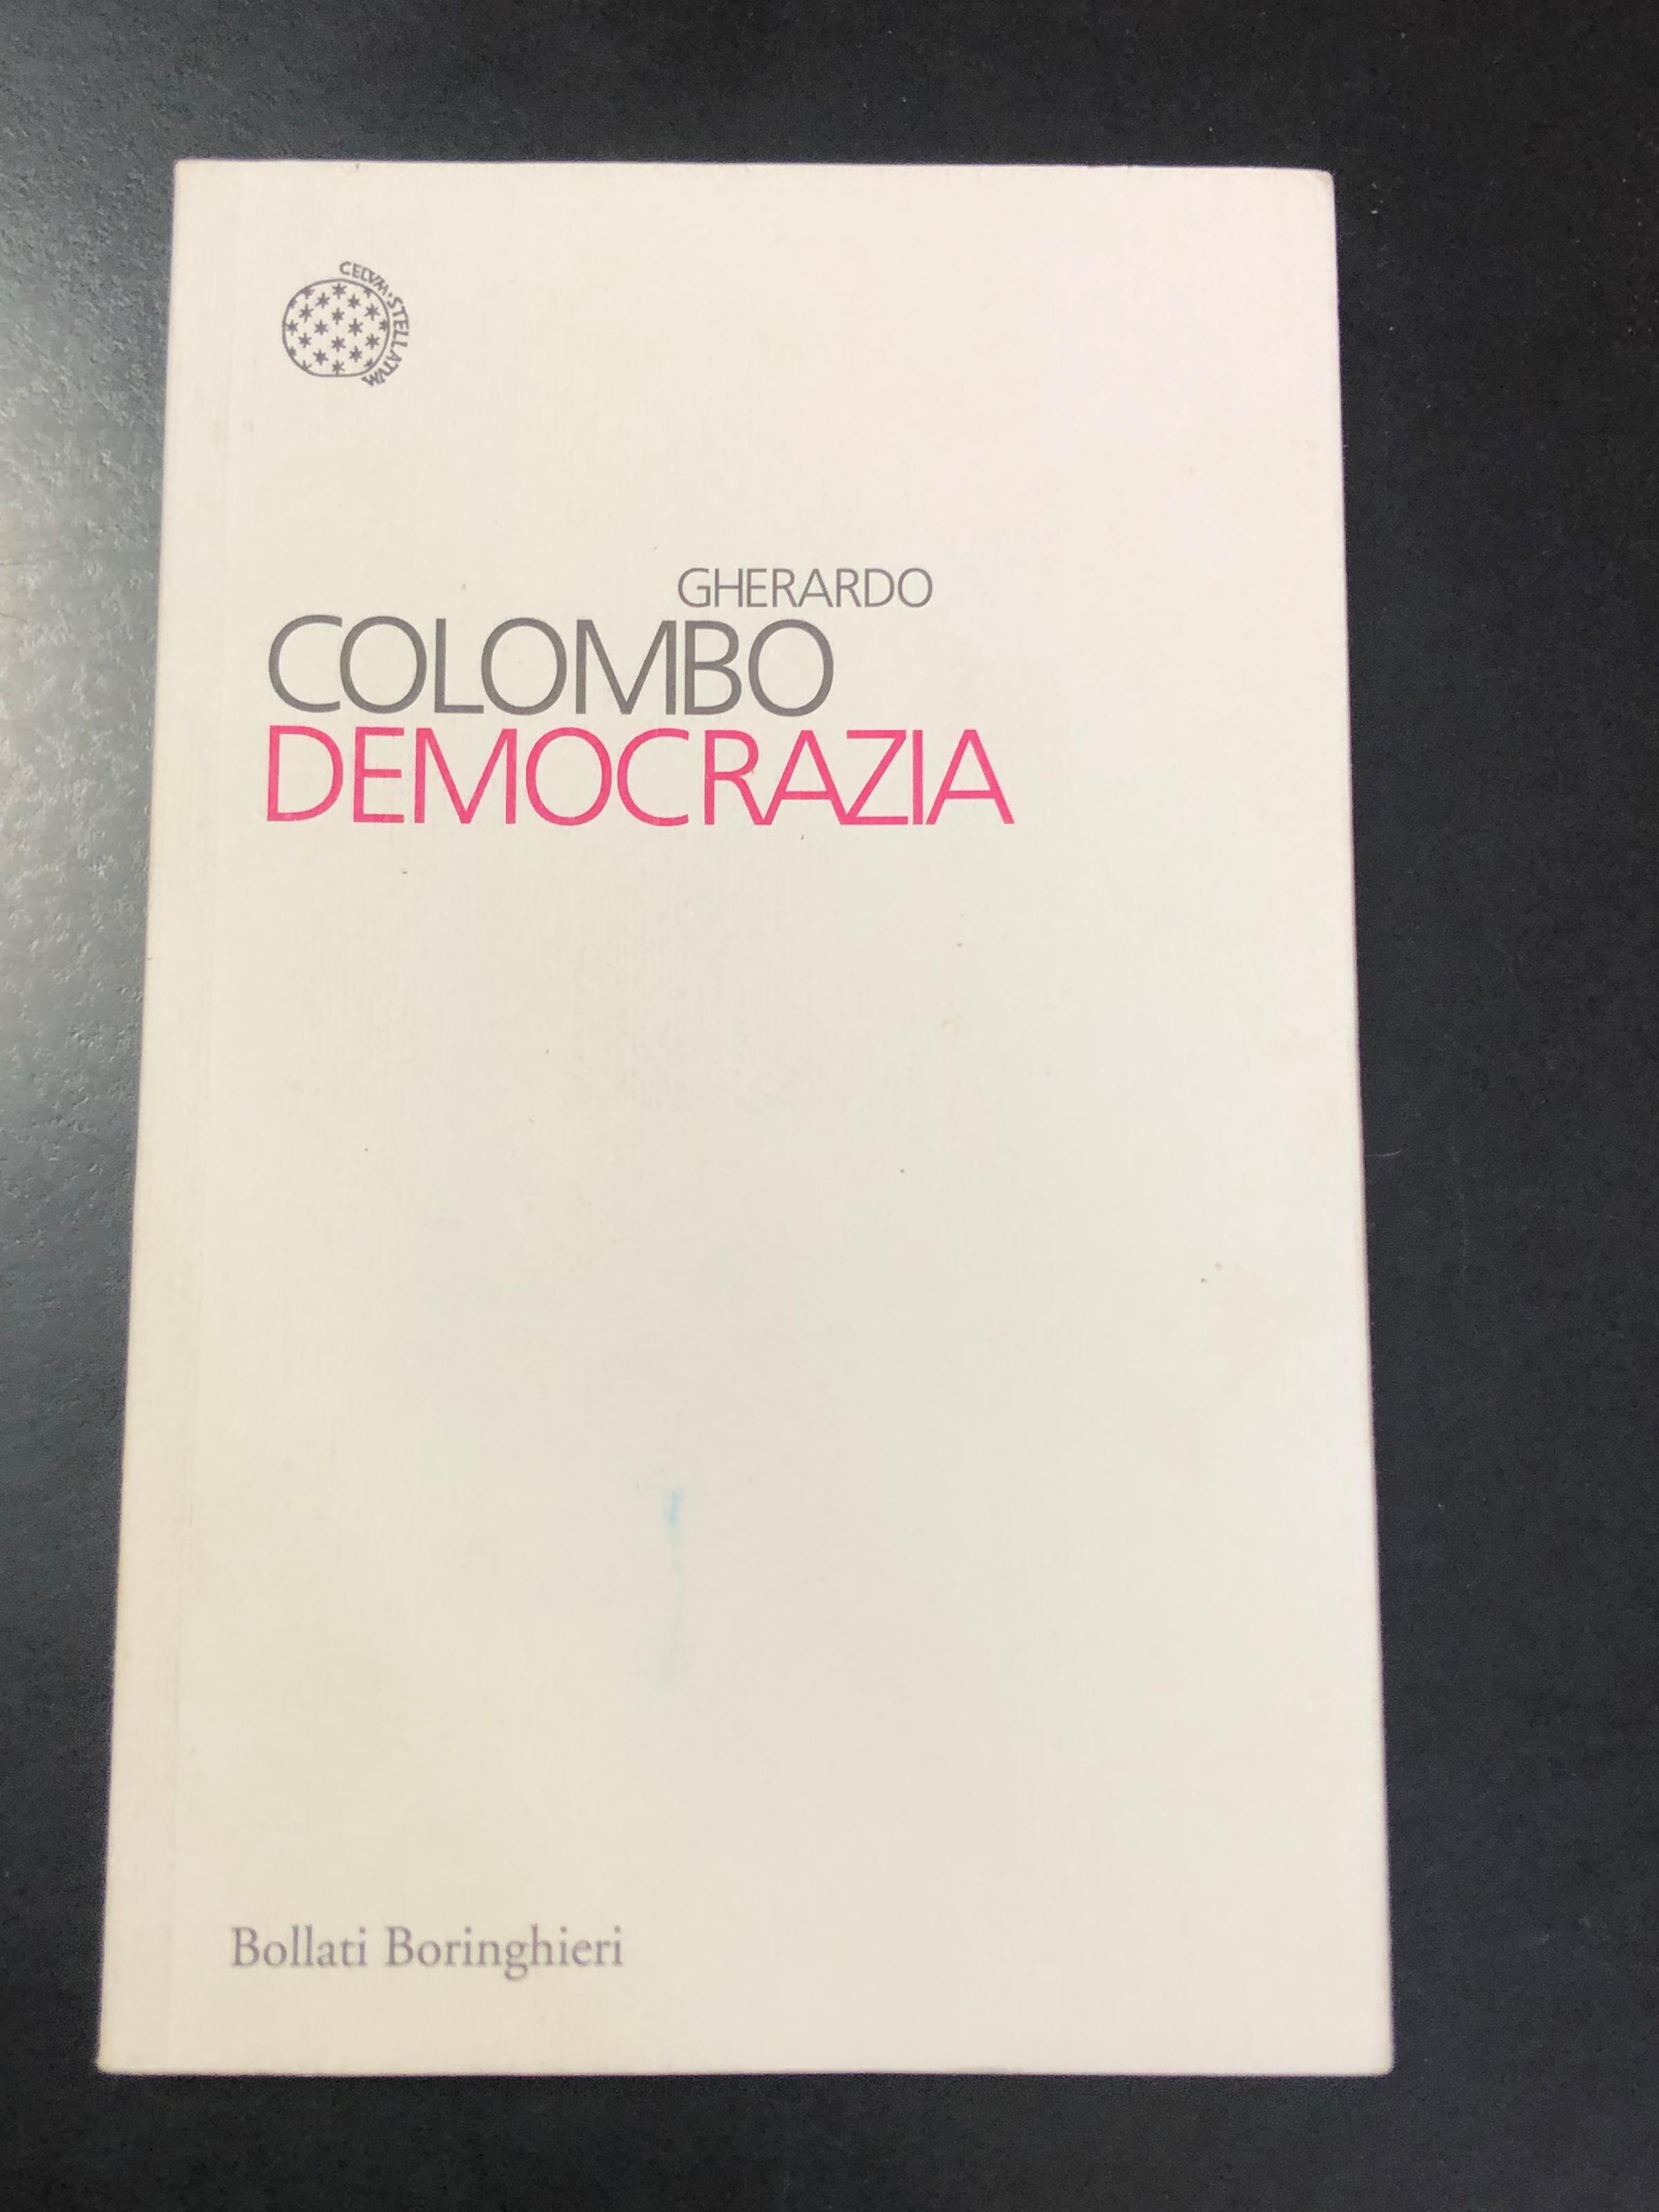 CELVM·STELLATVM
GHERARDO
COLOMBO
DEMOCRAZIA
Bollati Boringhieri